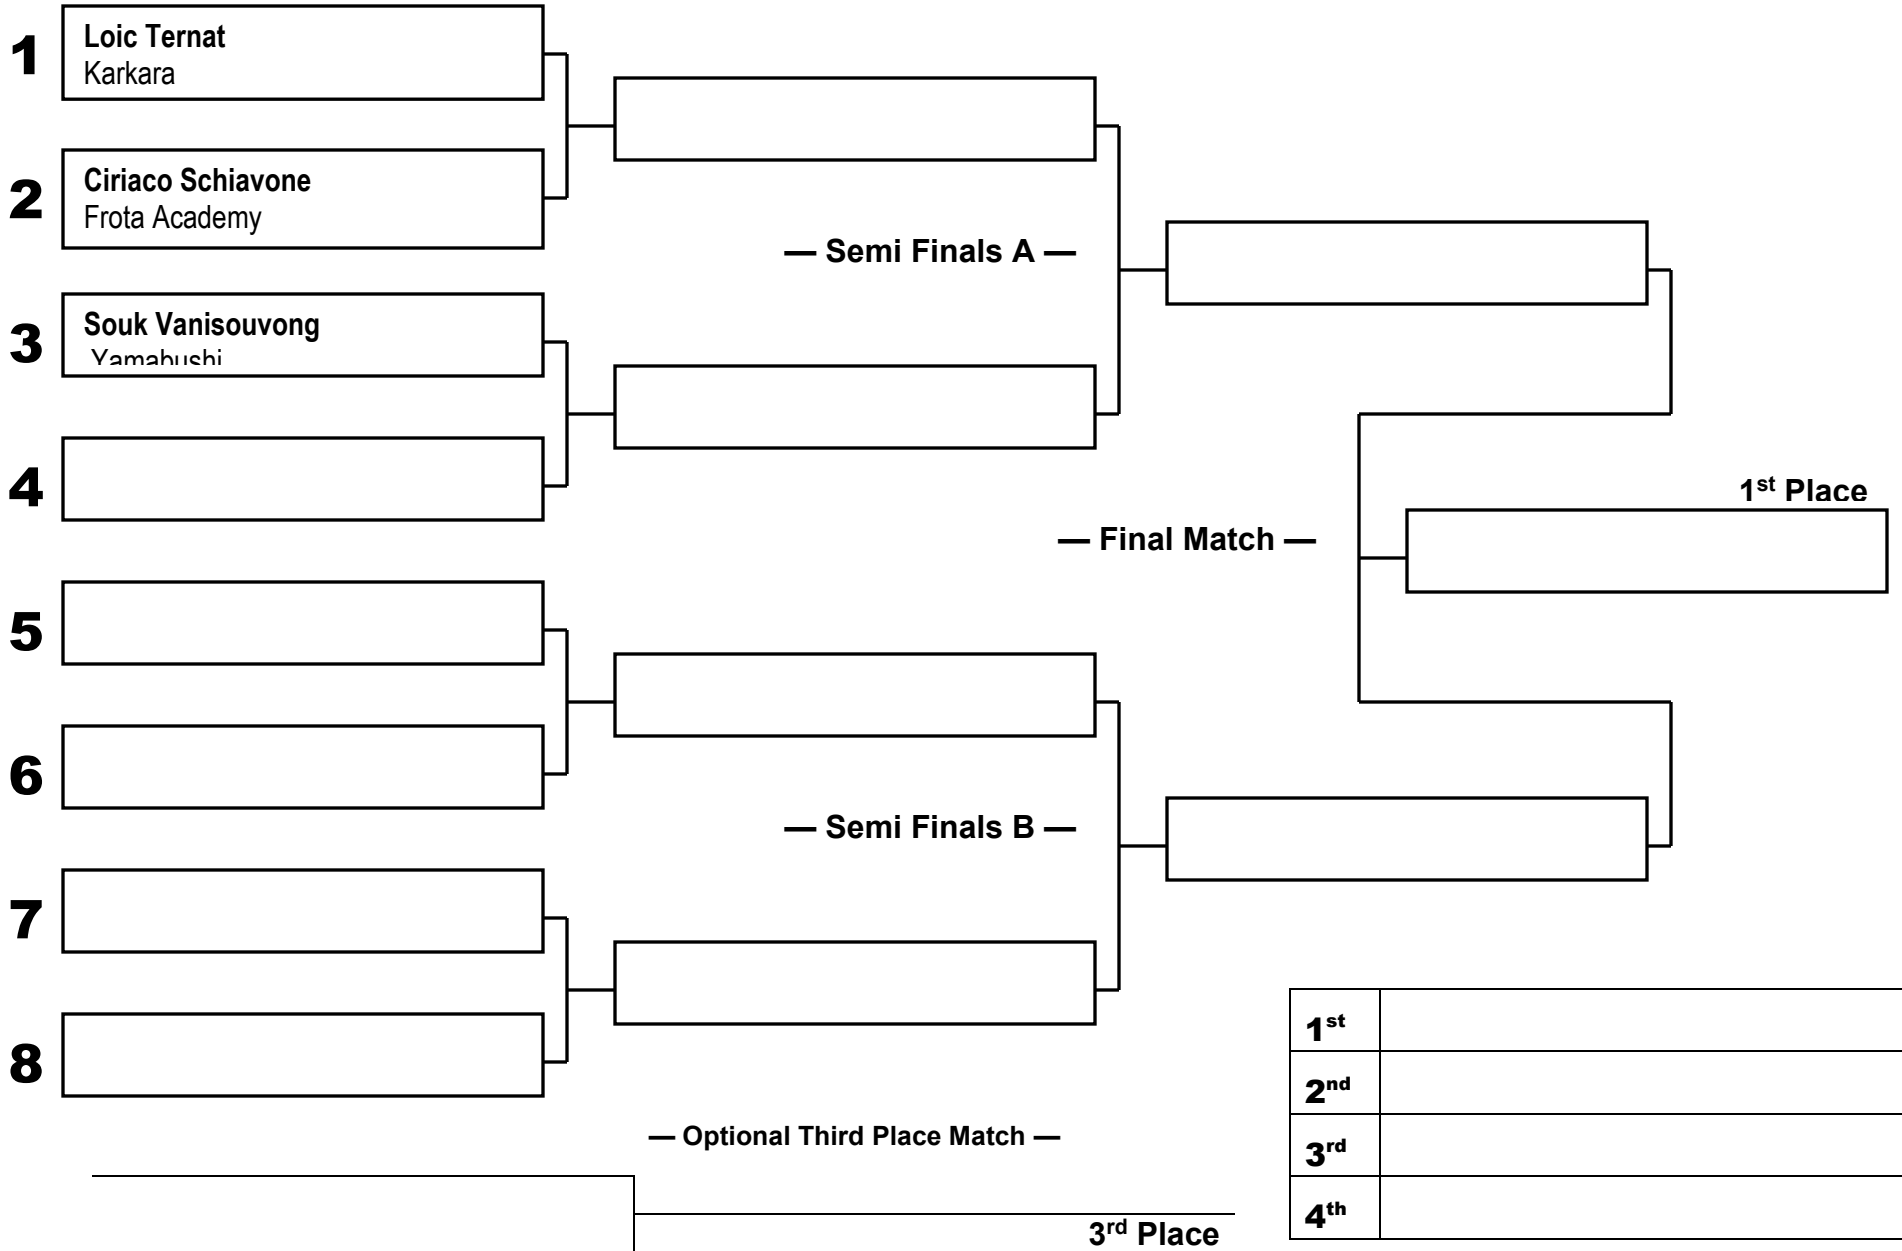 1
Loic Ternat
Karkara
2
Ciriaco Schiavone
Frota Academy
— Semi Finals A —
3
Souk Vanisouvong
Yamabushi
4
1st Place
— Final Match —
5
6
— Semi Finals B —
7
8
1st
2nd
3rd
4th
— Optional Third Place Match —
3rd Place